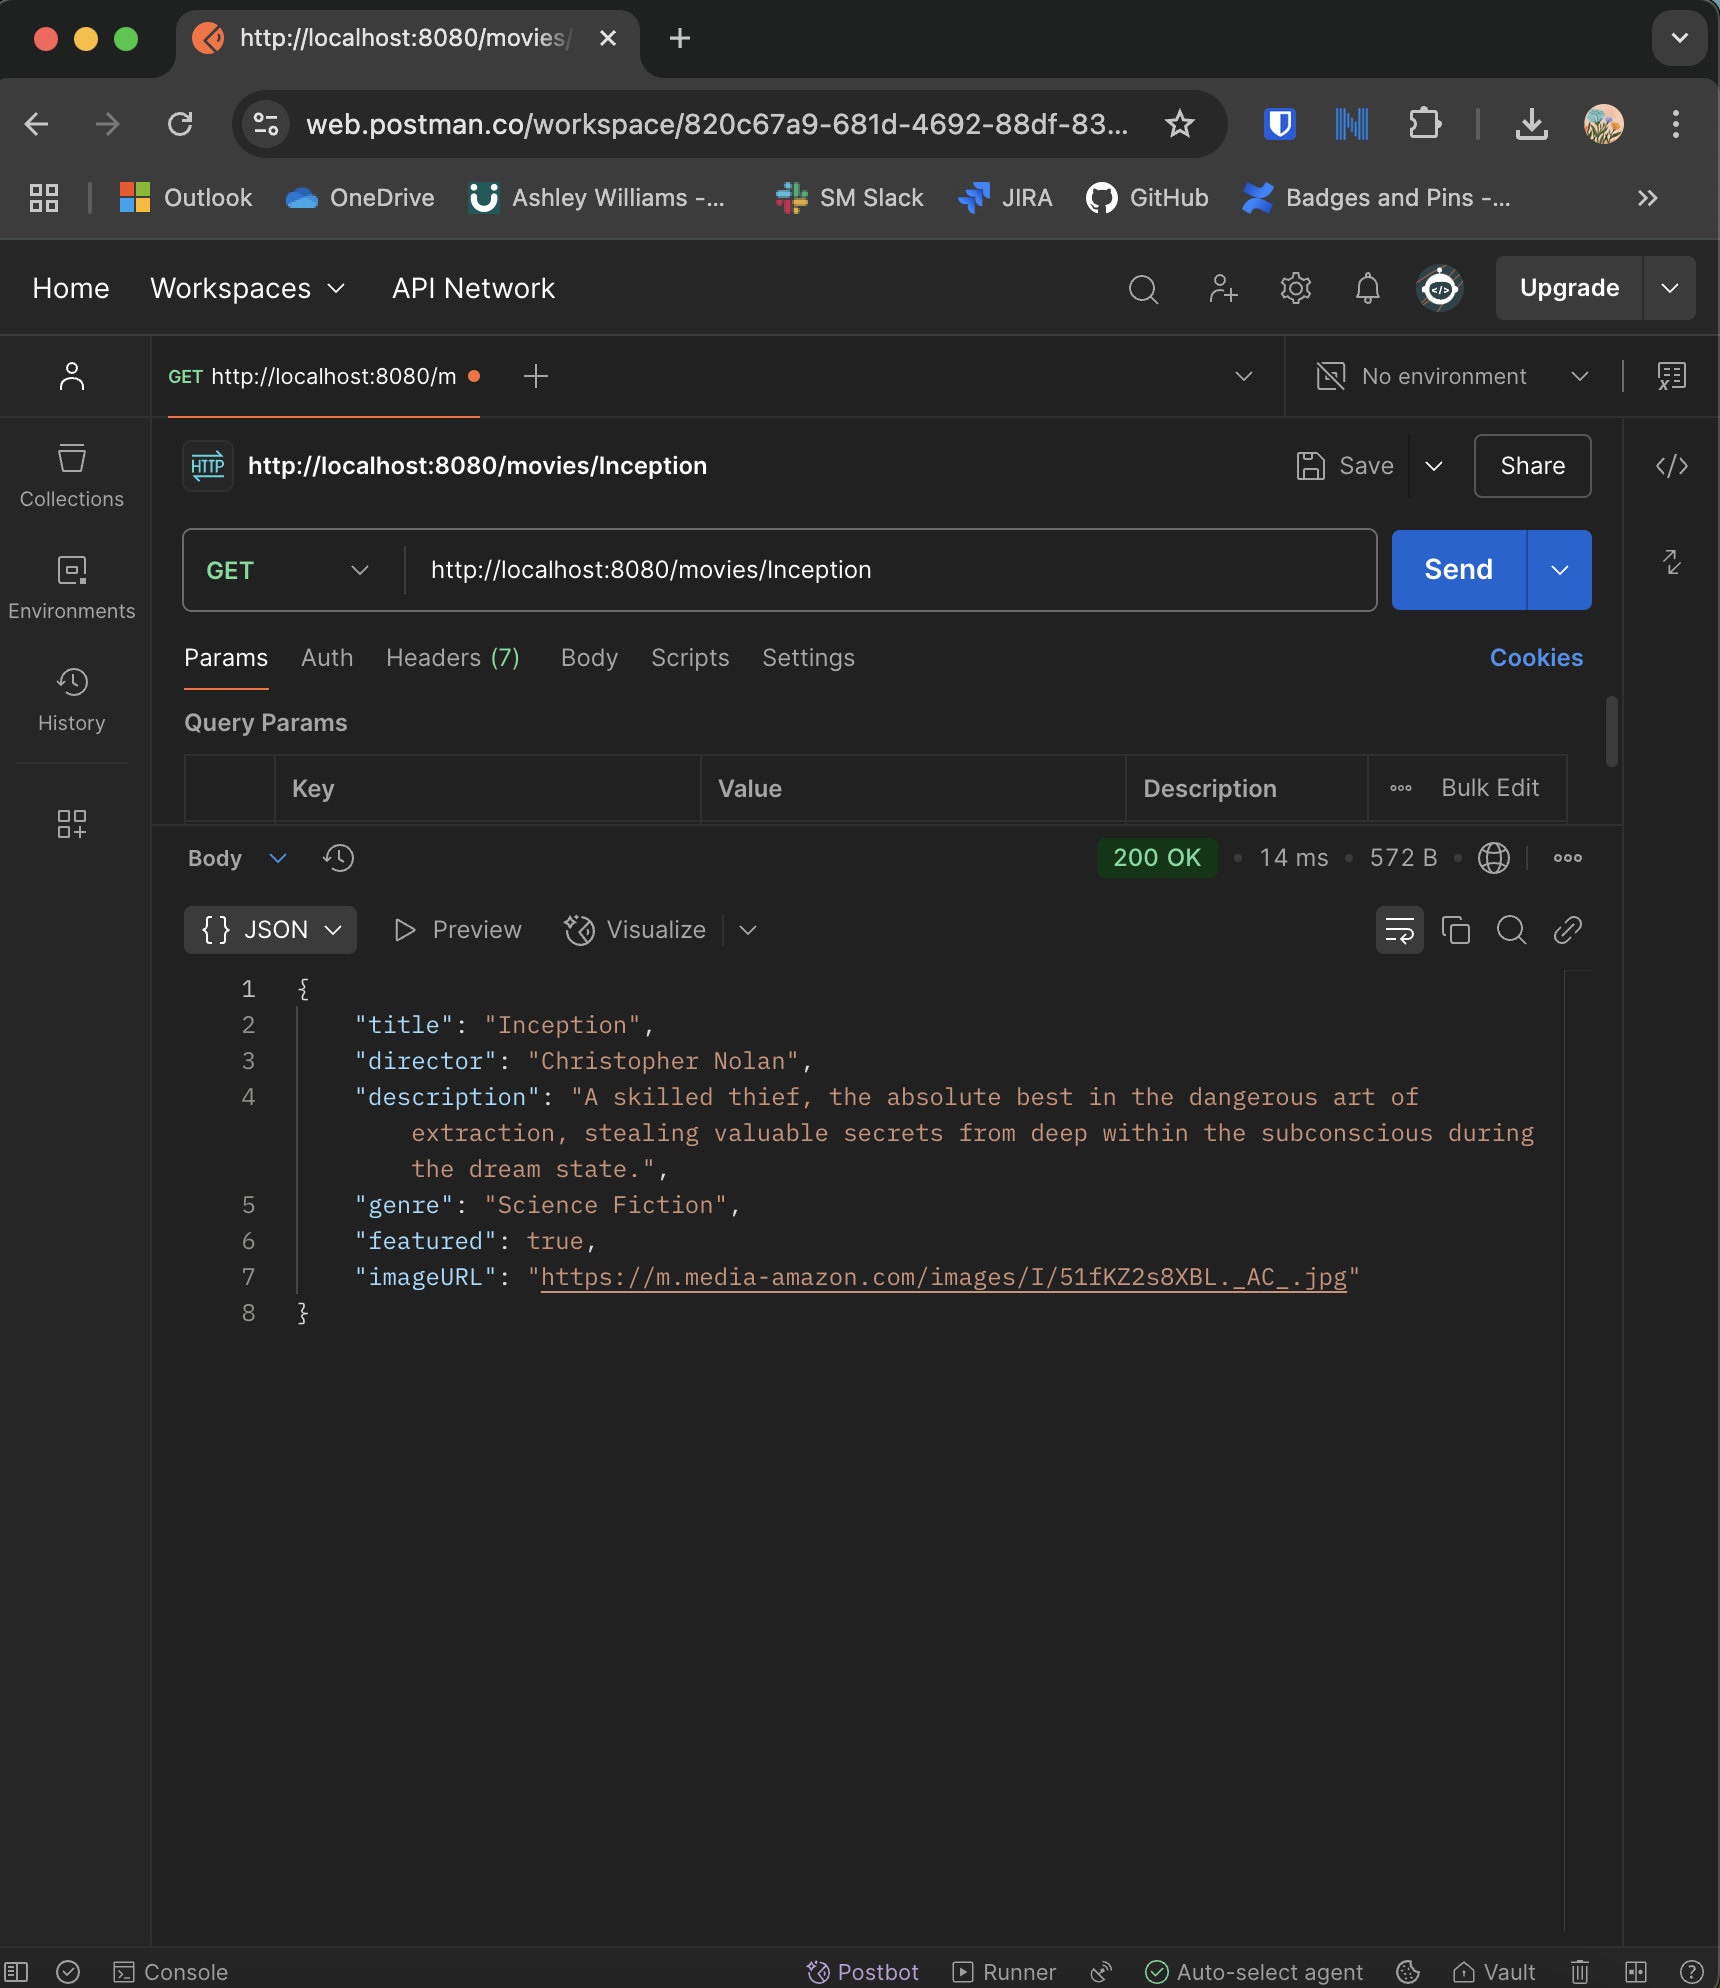 http://localhost:8080/movies/
web.postman.co/workspace/820c67a9-681d-4692-88df-83...
Outlook OneDrive Ashley Williams -... SM Slack JIRA GitHub Badges and Pins -...
Home Workspaces API Network Upgrade
GET http://localhost:8080/m No environment
HTTP http://localhost:8080/movies/Inception Save Share
Collections
GET http://localhost:8080/movies/Inception Send
Environments
Params Auth Headers (7) Body Scripts Settings Cookies
History
Query Params
Key Value Description Bulk Edit
Body 200 OK • 14 ms • 572 B •
{} JSON Preview Visualize
1 {
2 "title": "Inception",
3 "director": "Christopher Nolan",
4 "description": "A skilled thief, the absolute best in the dangerous art of
extraction, stealing valuable secrets from deep within the subconscious during
the dream state.",
5 "genre": "Science Fiction",
6 "featured": true,
7 "imageURL": "https://m.media-amazon.com/images/I/51fKZ2s8XBL._AC_.jpg"
8 }
Console Postbot Runner Auto-select agent Vault